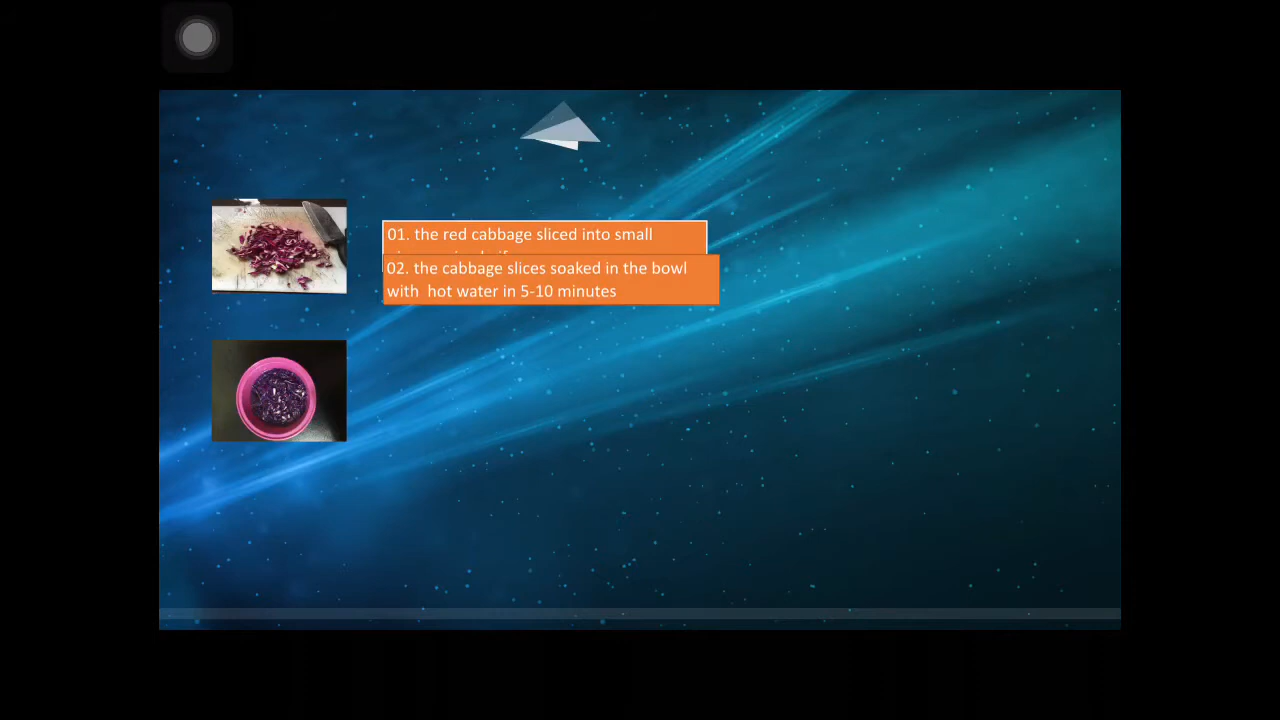 01. the red cabbage sliced into small
02. the cabbage slices soaked in the bowl
with hot water in 5-10 minutes